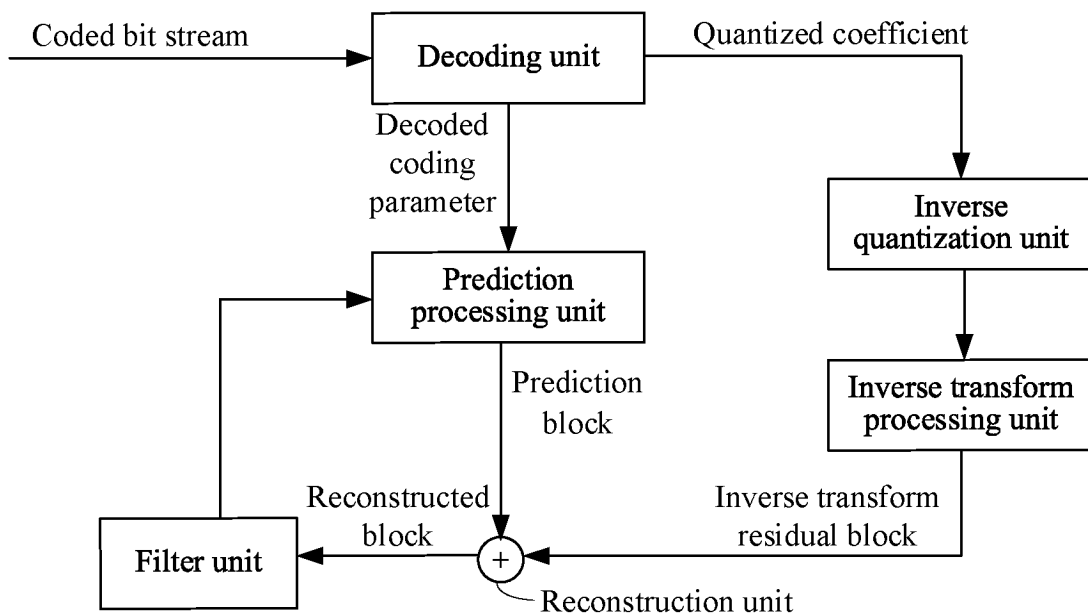 Coded bit stream
Decoding unit
Quantized coefficient
Decoded
coding
parameter
Inverse
quantization unit
Prediction
processing unit
Prediction
block
Inverse transform
processing unit
Reconstructed
block
Inverse transform
residual block
Filter unit
+
Reconstruction unit